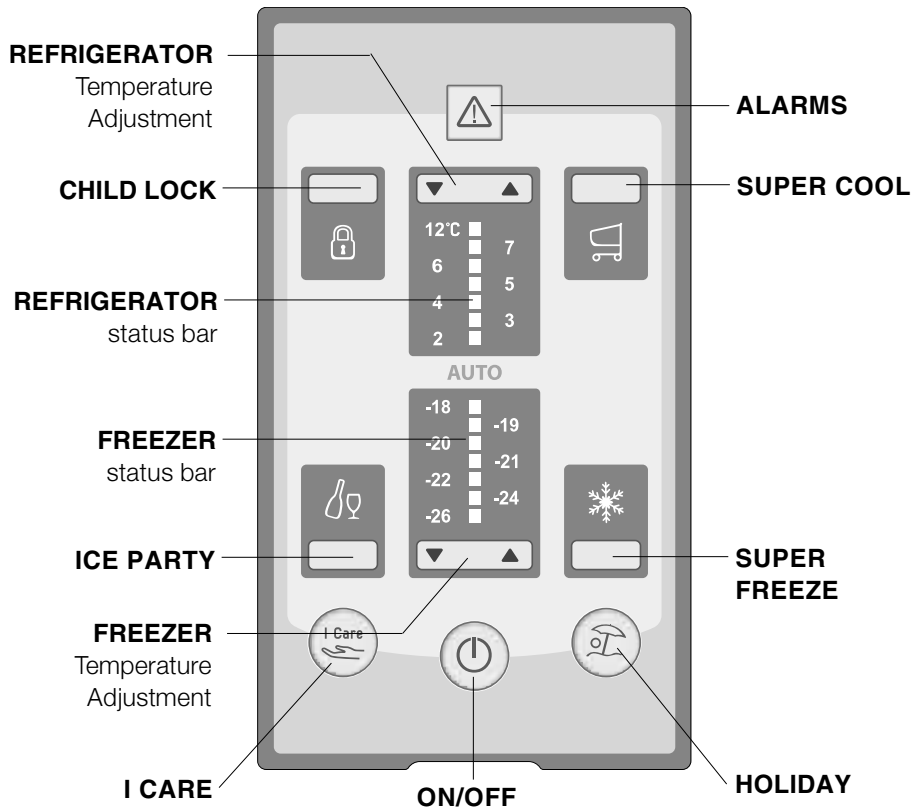 REFRIGERATOR
Temperature
Adjustment
ALARMS
CHILD LOCK
SUPER COOL
12°C
7
6
5
REFRIGERATOR
status bar
4
3
2
AUTO
-18
-19
FREEZER
status bar
-20
-21
-22
-24
-26
ICE PARTY
SUPER
FREEZE
FREEZER
Temperature
Adjustment
I Care
I CARE
ON/OFF
HOLIDAY